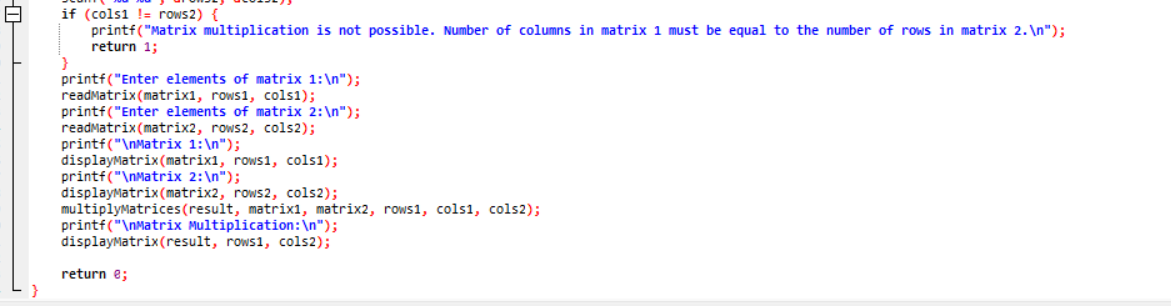 if (cols1 != rows2) {
printf("Matrix multiplication is not possible. Number of columns in matrix 1 must be equal to the number of rows in matrix 2.\n");
return 1;
}
printf("Enter elements of matrix 1:\n");
readMatrix(matrix1, rows1, cols1);
printf("Enter elements of matrix 2:\n");
readMatrix(matrix2, rows2, cols2);
printf("\nMatrix 1:\n");
displayMatrix(matrix1, rows1, cols1);
printf("\nMatrix 2:\n");
displayMatrix(matrix2, rows2, cols2);
multiplyMatrices(result, matrix1, matrix2, rows1, cols1, cols2);
printf("\nMatrix Multiplication:\n");
displayMatrix(result, rows1, cols2);
return 0;
}